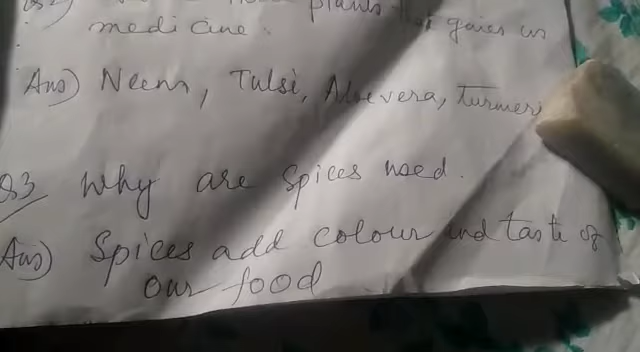 plants
medicine.
Ans) Neem, Tulsi, Aloevera, turmeri
Q3 Why are spices used.
Ans) Spices add colour and taste of
our food